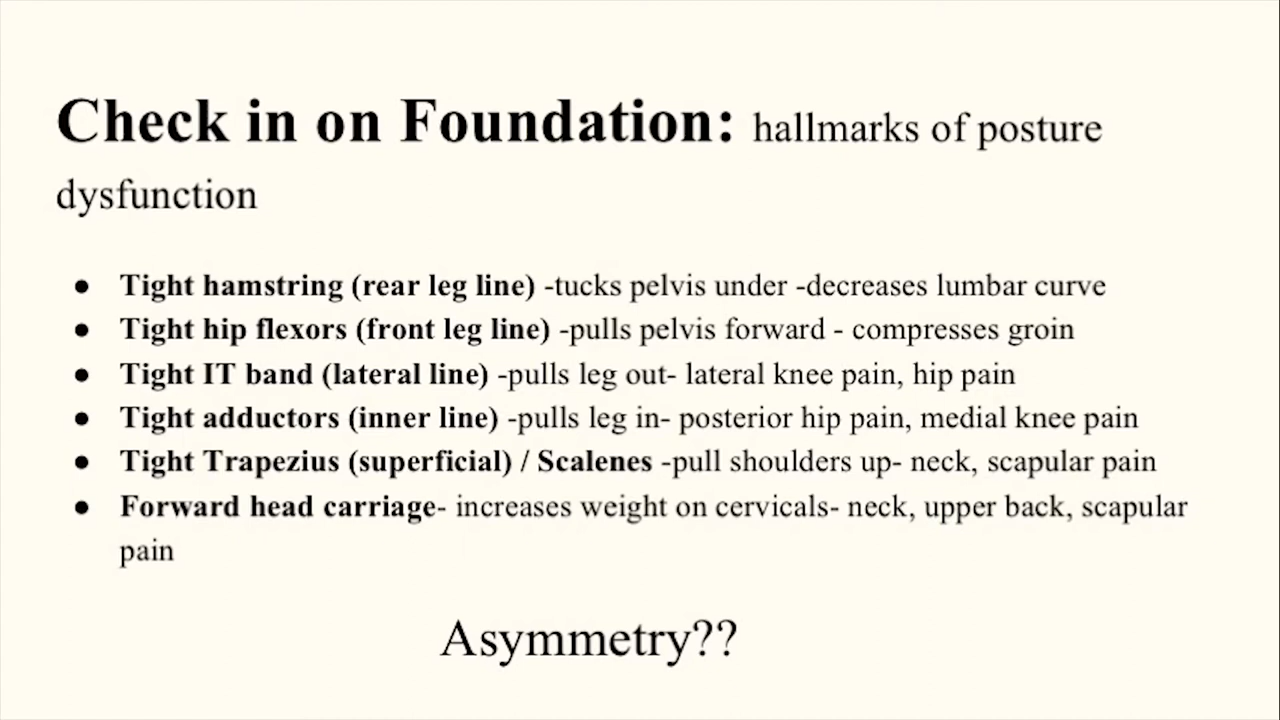 Check in on Foundation: hallmarks of posture
dysfunction
● Tight hamstring (rear leg line) -tucks pelvis under -decreases lumbar curve
● Tight hip flexors (front leg line) -pulls pelvis forward - compresses groin
● Tight IT band (lateral line) -pulls leg out- lateral knee pain, hip pain
● Tight adductors (inner line) -pulls leg in- posterior hip pain, medial knee pain
● Tight Trapezius (superficial) / Scalenes -pull shoulders up- neck, scapular pain
● Forward head carriage- increases weight on cervicals- neck, upper back, scapular
pain
Asymmetry??